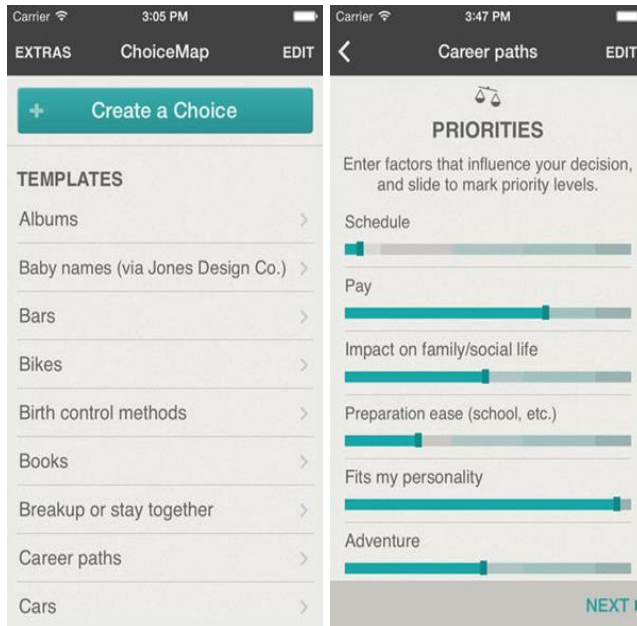 Carrier 3:05 PM
EXTRAS ChoiceMap EDIT
+ Create a Choice
TEMPLATES
Albums
Baby names (via Jones Design Co.)
Bars
Bikes
Birth control methods
Books
Breakup or stay together
Career paths
Cars
Carrier 3:47 PM
Career paths EDIT
PRIORITIES
Enter factors that influence your decision,
and slide to mark priority levels.
Schedule
Pay
Impact on family/social life
Preparation ease (school, etc.)
Fits my personality
Adventure
NEXT